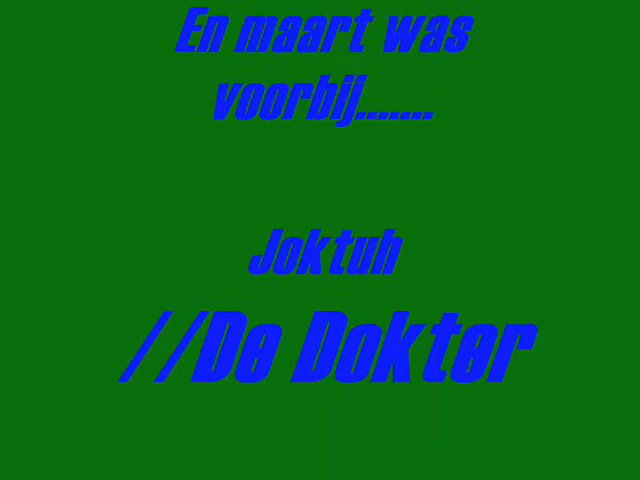 En maart was
voorbij.......
Joktuh
//De Dokter